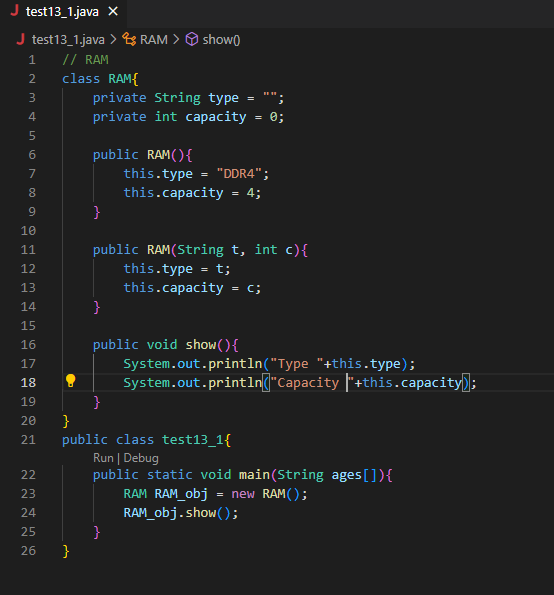 J test13_1.java ×
J test13_1.java > RAM > show()
1 // RAM
2 class RAM{
3     private String type = "";
4     private int capacity = 0;
5
6     public RAM(){
7         this.type = "DDR4";
8         this.capacity = 4;
9     }
10
11     public RAM(String t, int c){
12         this.type = t;
13         this.capacity = c;
14     }
15
16     public void show(){
17         System.out.println("Type "+this.type);
18         System.out.println("Capacity "+this.capacity);
19     }
20 }
21 public class test13_1{
Run | Debug
22     public static void main(String ages[]){
23         RAM RAM_obj = new RAM();
24         RAM_obj.show();
25     }
26 }